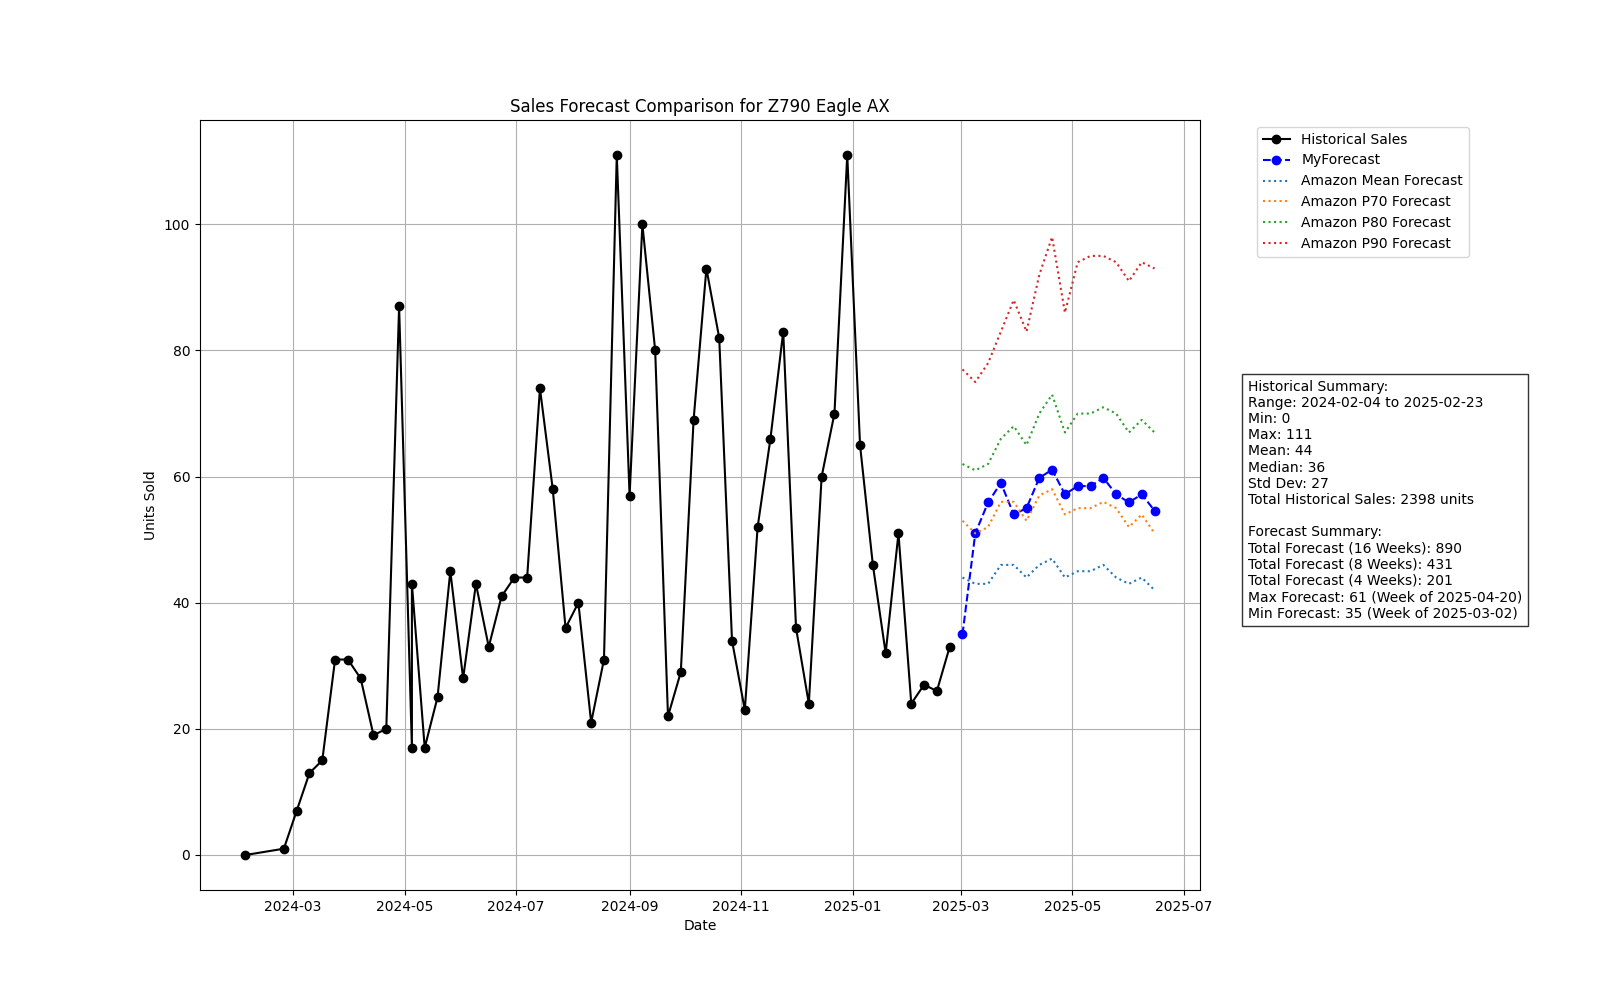 Sales Forecast Comparison for Z790 Eagle AX
Historical Sales
MyForecast
Amazon Mean Forecast
Amazon P70 Forecast
Amazon P80 Forecast
Amazon P90 Forecast
Units Sold
100
80
60
40
20
0
2024-03
2024-05
2024-07
2024-09
2024-11
2025-01
2025-03
2025-05
2025-07
Date
Historical Summary:
Range: 2024-02-04 to 2025-02-23
Min: 0
Max: 111
Mean: 44
Median: 36
Std Dev: 27
Total Historical Sales: 2398 units
Forecast Summary:
Total Forecast (16 Weeks): 890
Total Forecast (8 Weeks): 431
Total Forecast (4 Weeks): 201
Max Forecast: 61 (Week of 2025-04-20)
Min Forecast: 35 (Week of 2025-03-02)